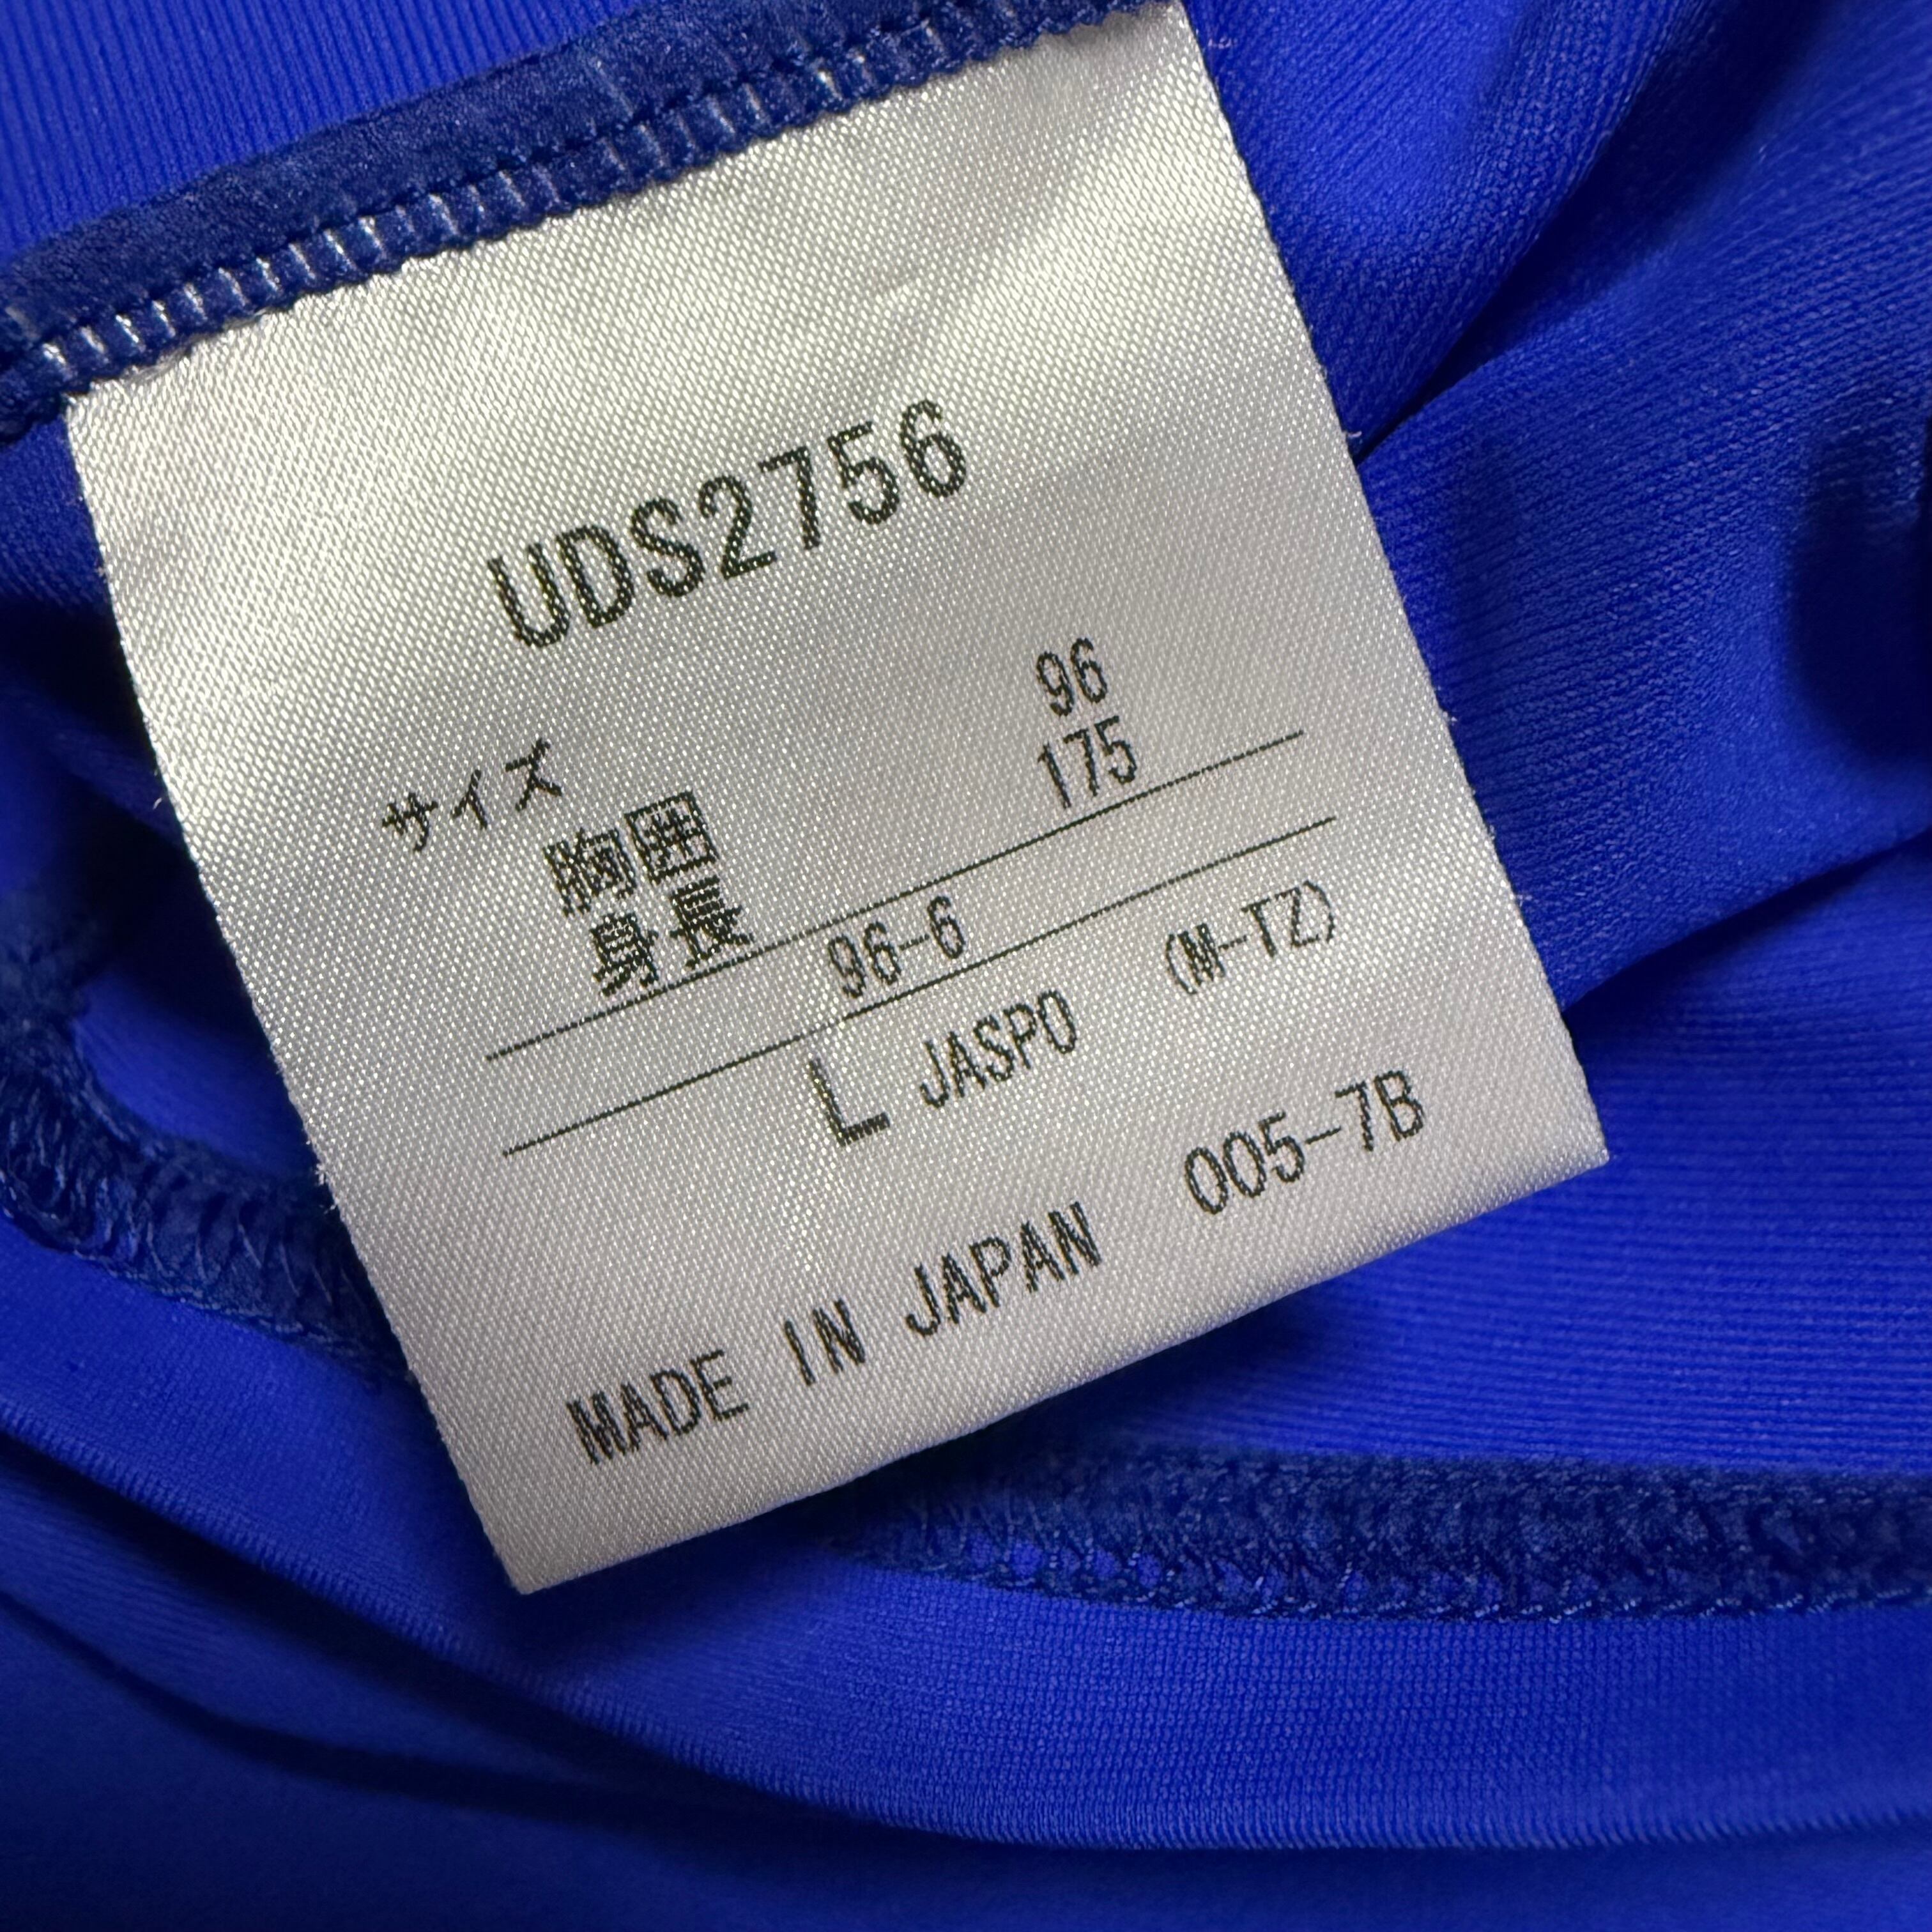 UDS2756
サイズ
胸囲 96
身長 175
96-6
L JASPO (M-TZ)
MADE IN JAPAN 005-7B